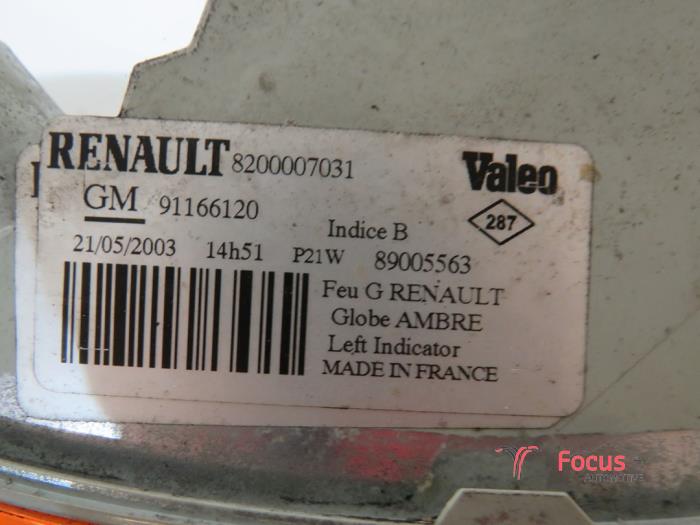 RENAULT 8200007031 Valeo
GM 91166120 287
Indice B
21/05/2003 14h51 P21W 89005563
Feu G RENAULT
Globe AMBRE
Left Indicator
MADE IN FRANCE
Focus
AUTOMOTIVE